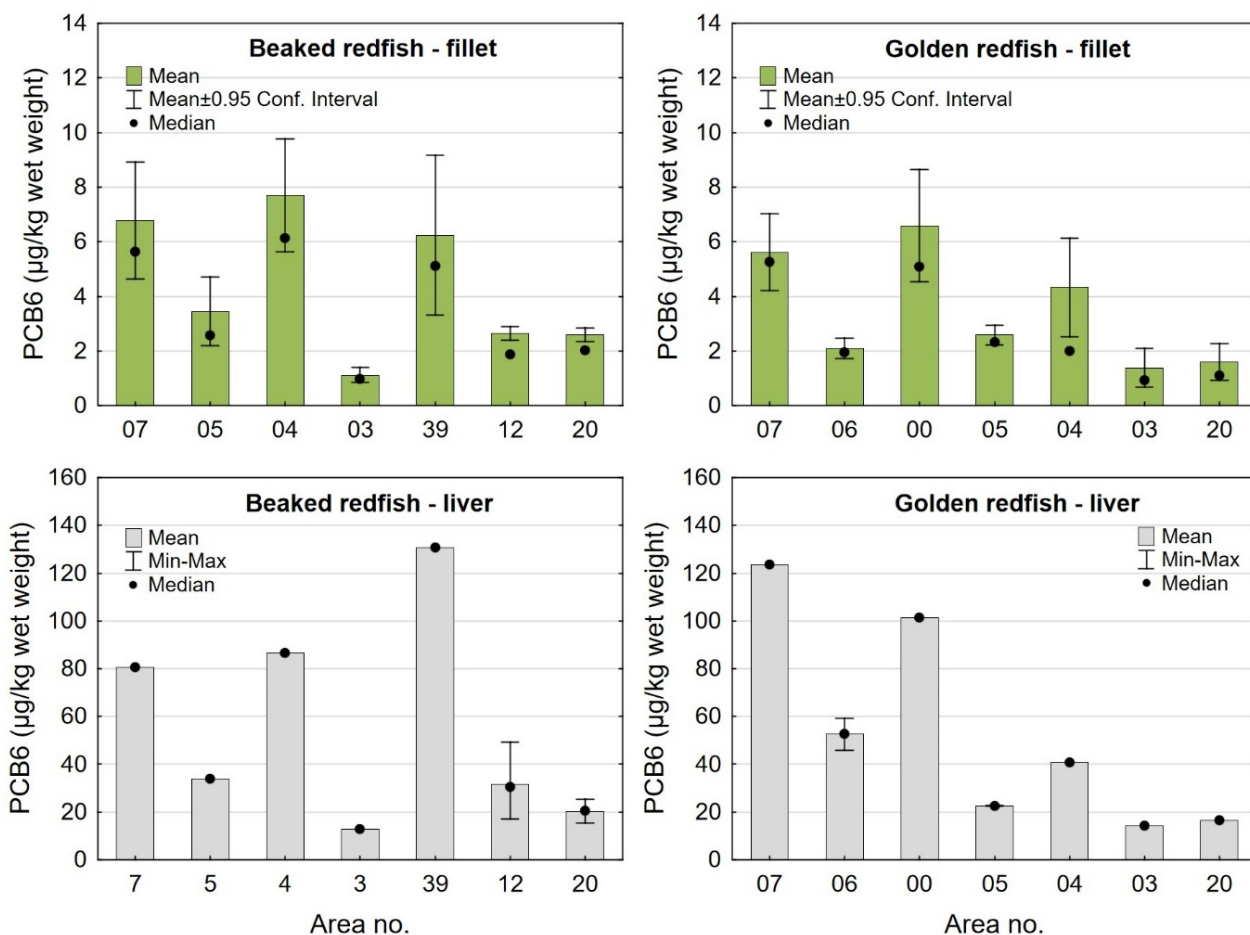 Beaked redfish - fillet
Mean
Mean±0.95 Conf. Interval
Median
PCB6 (µg/kg wet weight)
14
12
10
8
6
4
2
0
07 05 04 03 39 12 20
Golden redfish - fillet
Mean
Mean±0.95 Conf. Interval
Median
PCB6 (µg/kg wet weight)
14
12
10
8
6
4
2
0
07 06 00 05 04 03 20
Beaked redfish - liver
Mean
Min-Max
Median
PCB6 (µg/kg wet weight)
160
140
120
100
80
60
40
20
0
7 5 4 3 39 12 20
Area no.
Golden redfish - liver
Mean
Min-Max
Median
PCB6 (µg/kg wet weight)
160
140
120
100
80
60
40
20
0
07 06 00 05 04 03 20
Area no.